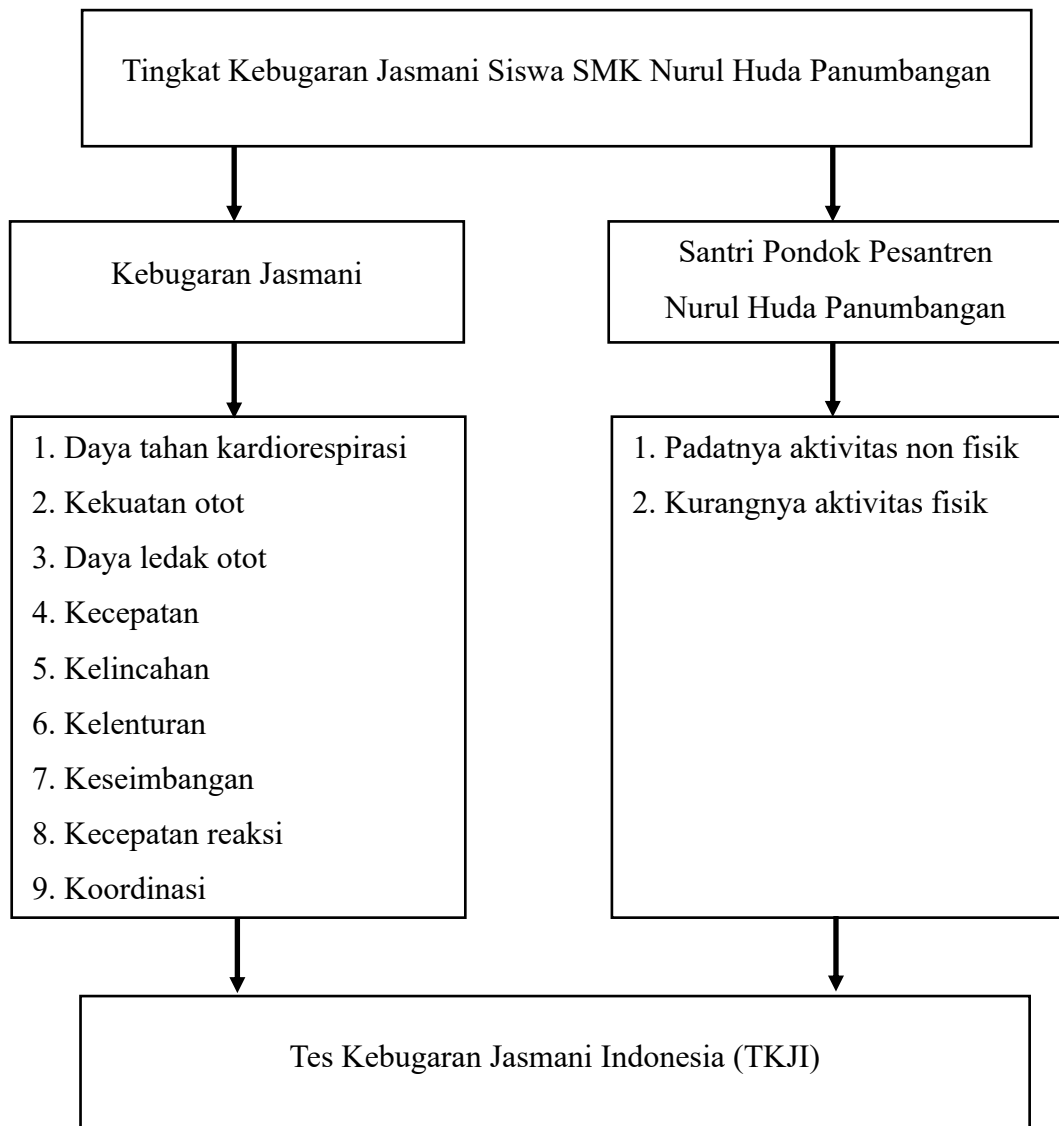 Tingkat Kebugaran Jasmani Siswa SMK Nurul Huda Panumbangan
Kebugaran Jasmani
Santri Pondok Pesantren
Nurul Huda Panumbangan
1. Daya tahan kardiorespirasi
2. Kekuatan otot
3. Daya ledak otot
4. Kecepatan
5. Kelincahan
6. Kelenturan
7. Keseimbangan
8. Kecepatan reaksi
9. Koordinasi
1. Padatnya aktivitas non fisik
2. Kurangnya aktivitas fisik
Tes Kebugaran Jasmani Indonesia (TKJI)